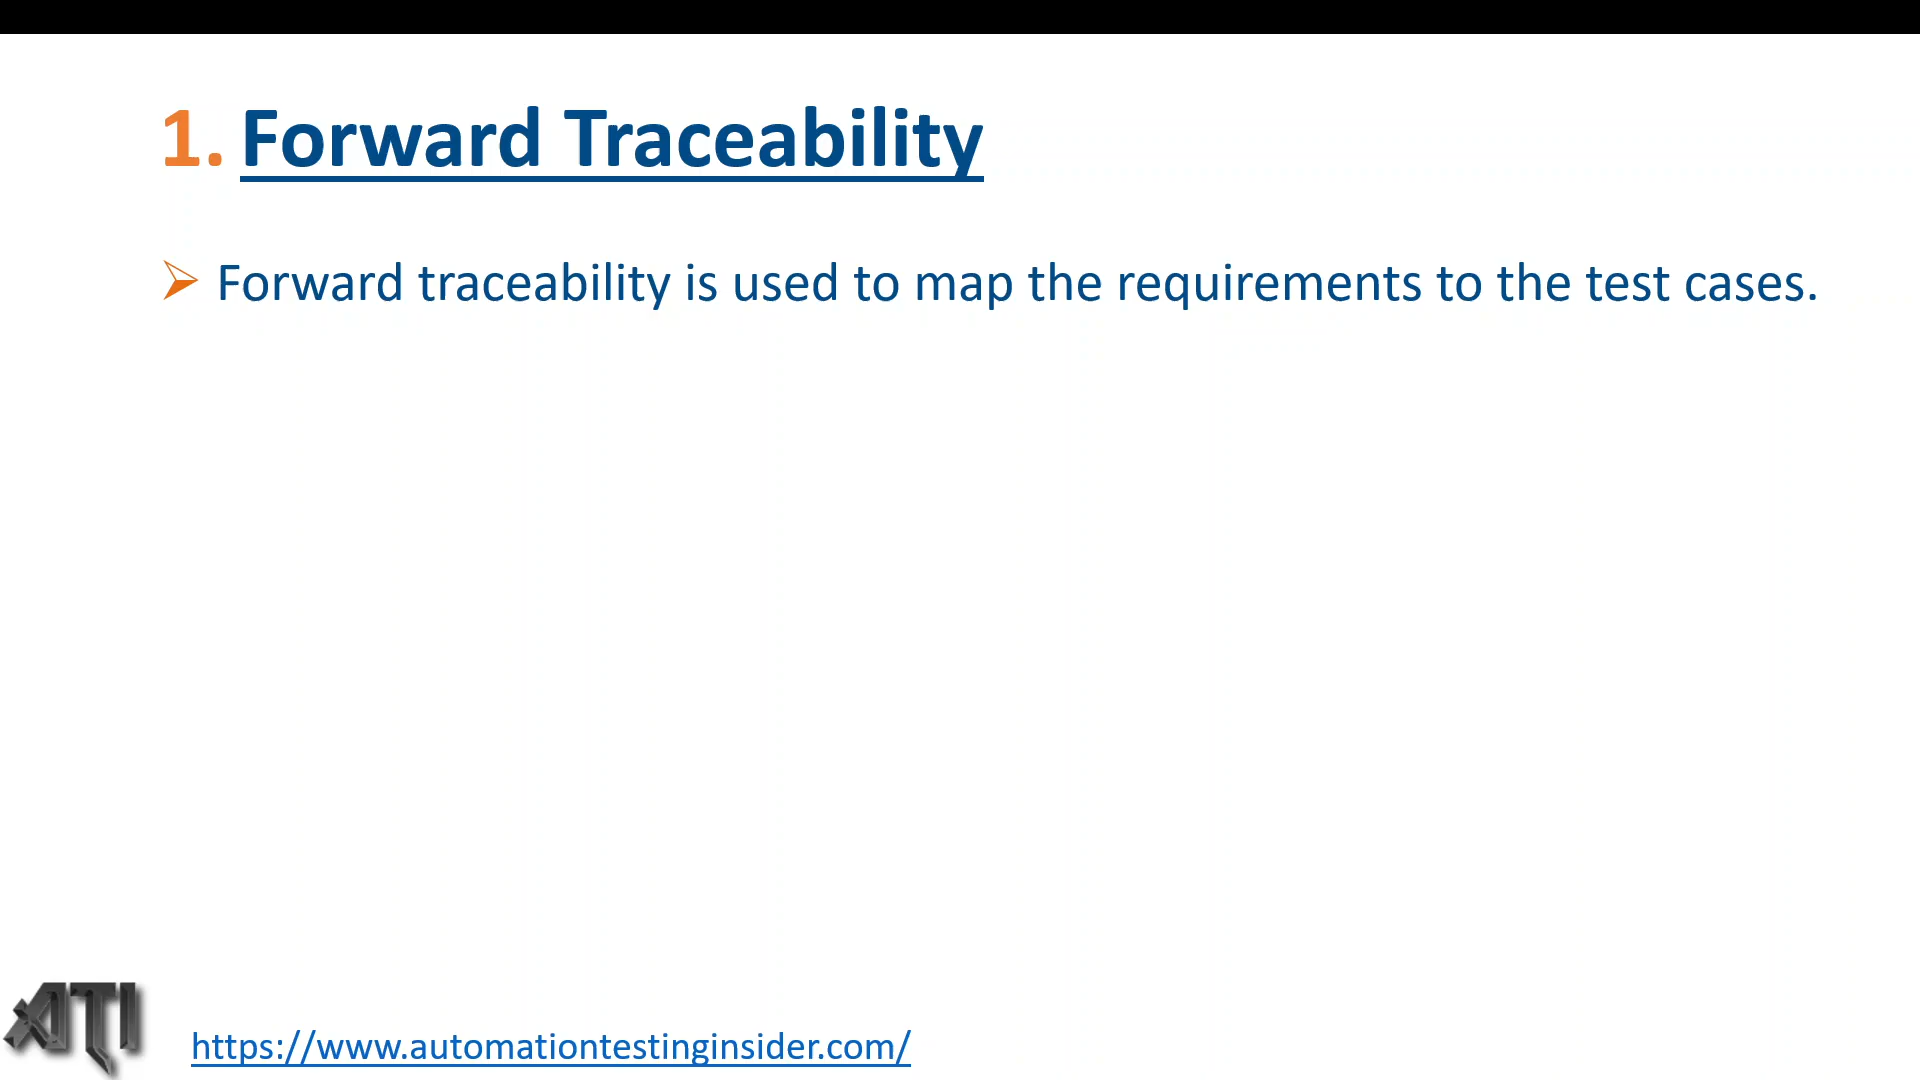 1. Forward Traceability
➢ Forward traceability is used to map the requirements to the test cases.
ATI
https://www.automationtestinginsider.com/